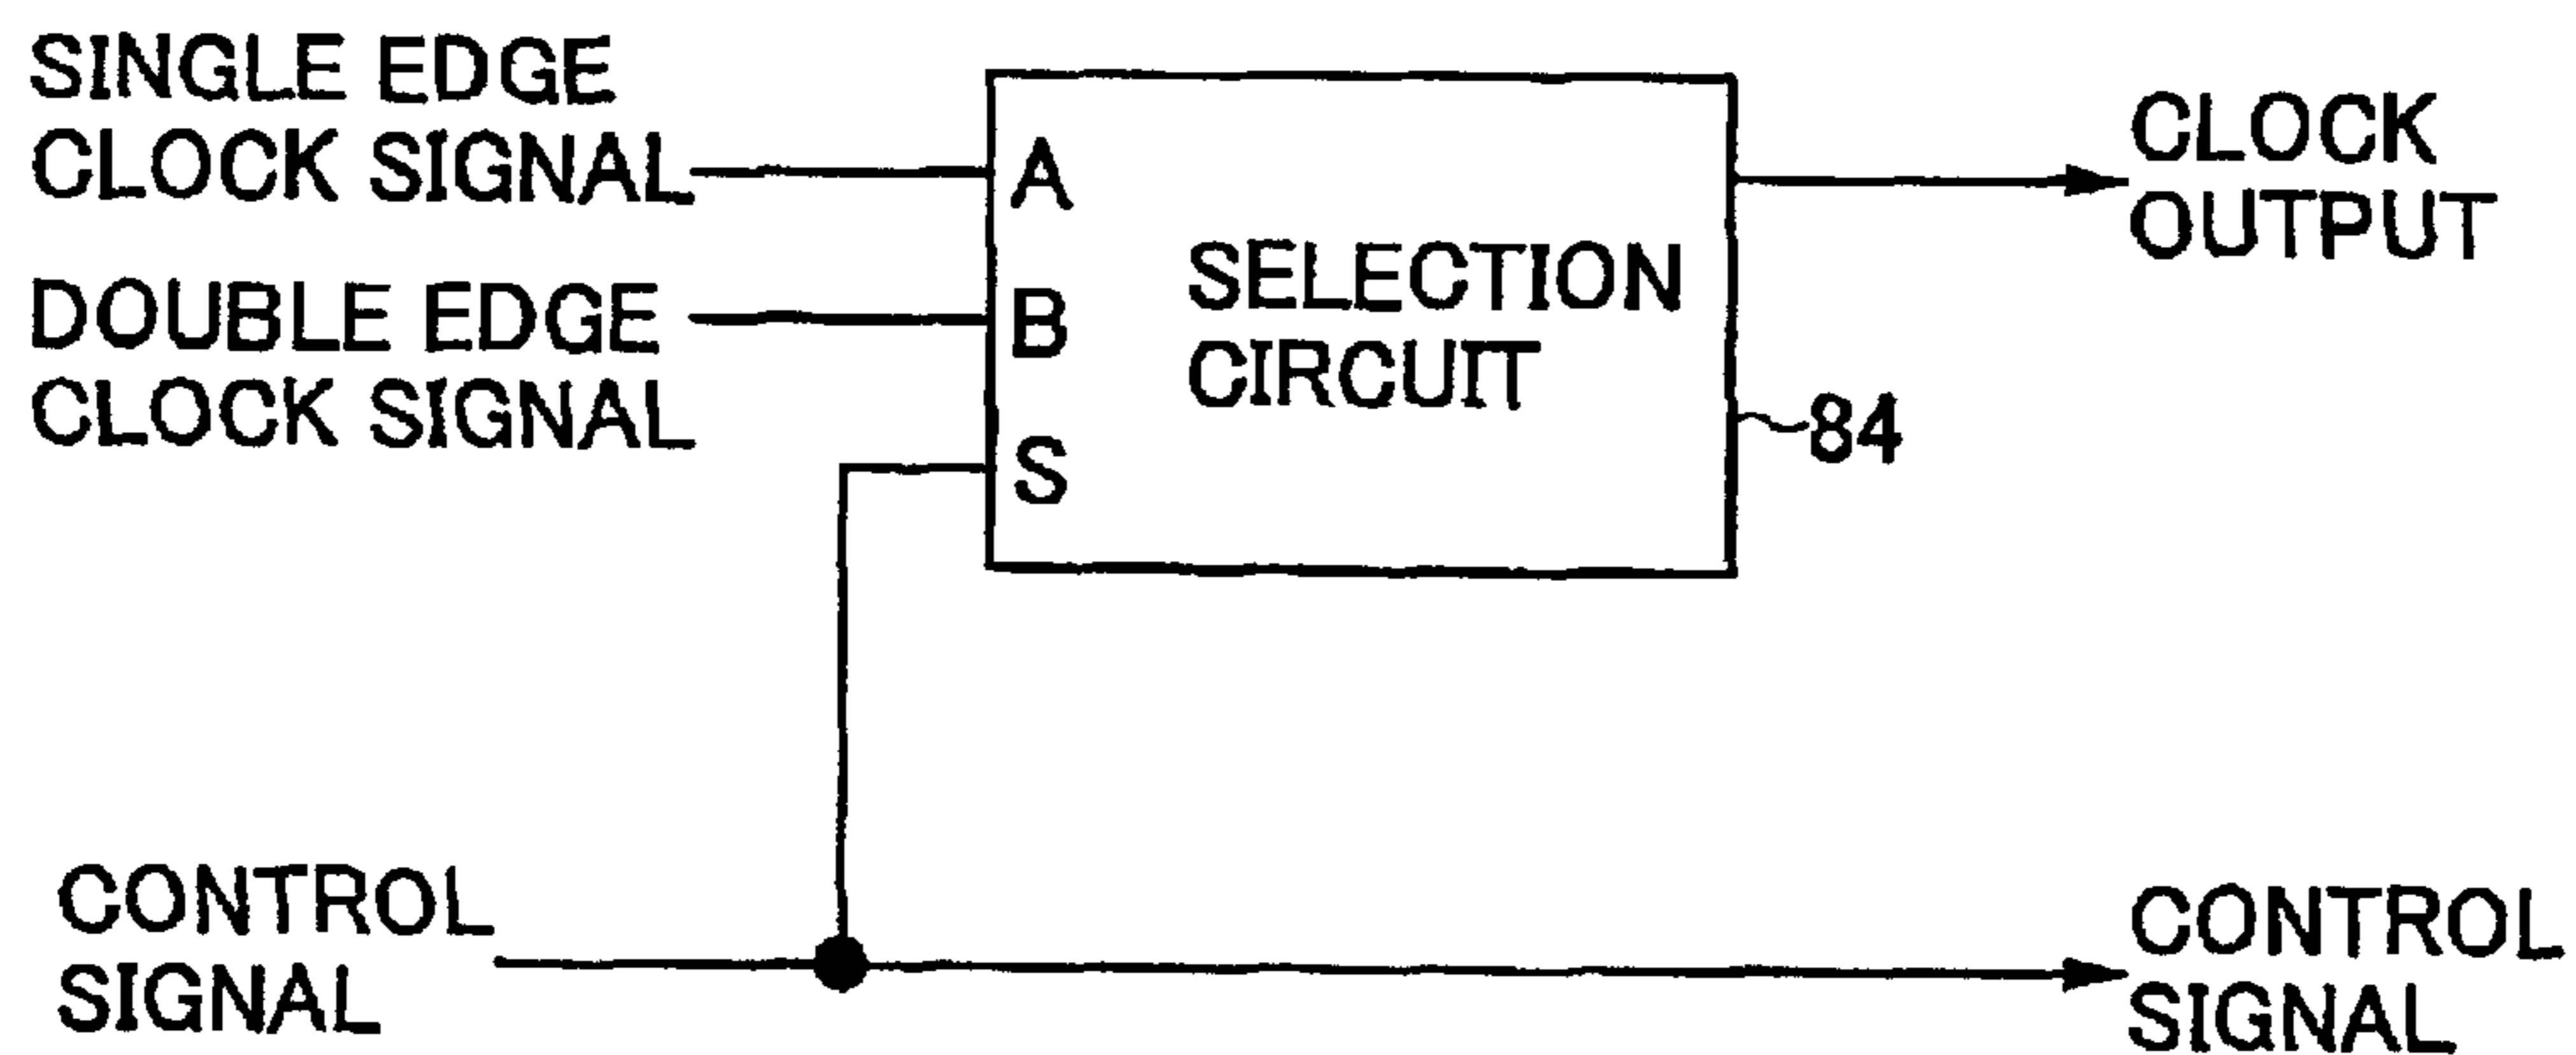 SINGLE EDGE
CLOCK SIGNAL
DOUBLE EDGE
CLOCK SIGNAL
A
B
S
SELECTION
CIRCUIT
84
CLOCK
OUTPUT
CONTROL
SIGNAL
CONTROL
SIGNAL